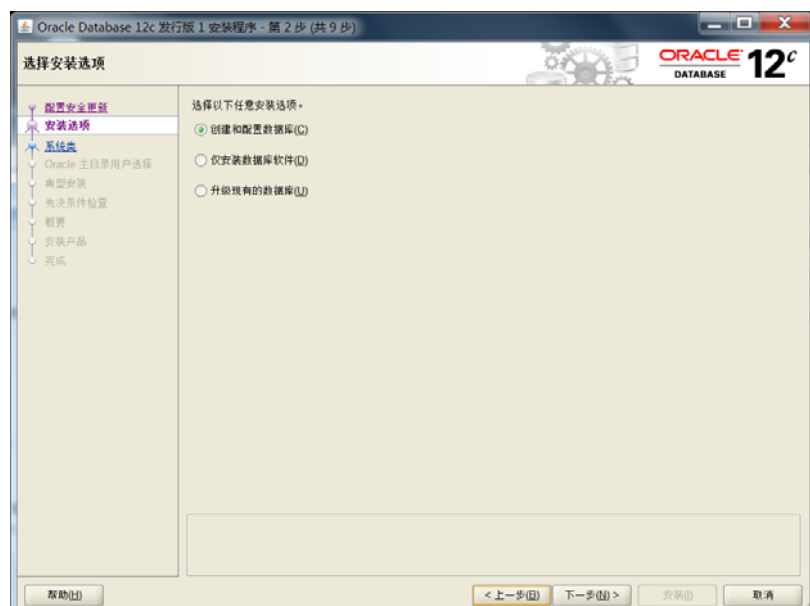 Oracle Database 12c 发行版 1 安装程序 - 第 2 步 (共 9 步)
选择安装选项
ORACLE
DATABASE
12c
配置安全更新
安装选项
系统类
Oracle 主目录用户选择
典型安装
先决条件检查
概要
安装产品
完成
选择以下任意安装选项。
创建和配置数据库(C)
仅安装数据库软件(D)
升级现有的数据库(U)
帮助(H)
< 上一步(B)
下一步(N) >
安装(I)
取消